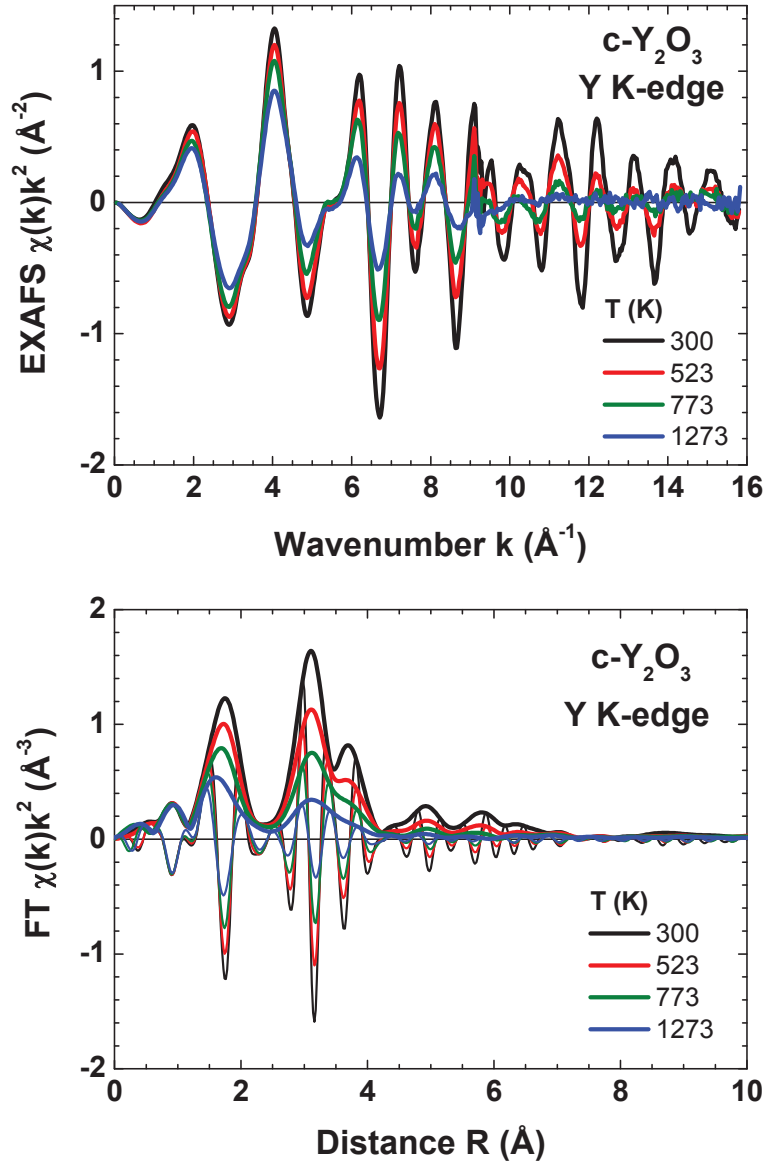 c-Y₂O₃
Y K-edge
EXAFS χ(k)k² (Å⁻²)
1
0
-1
-2
T (K)
300
523
773
1273
0 2 4 6 8 10 12 14 16
Wavenumber k (Å⁻¹)
c-Y₂O₃
Y K-edge
FT χ(k)k² (Å⁻³)
2
1
0
-1
-2
T (K)
300
523
773
1273
0 2 4 6 8 10
Distance R (Å)